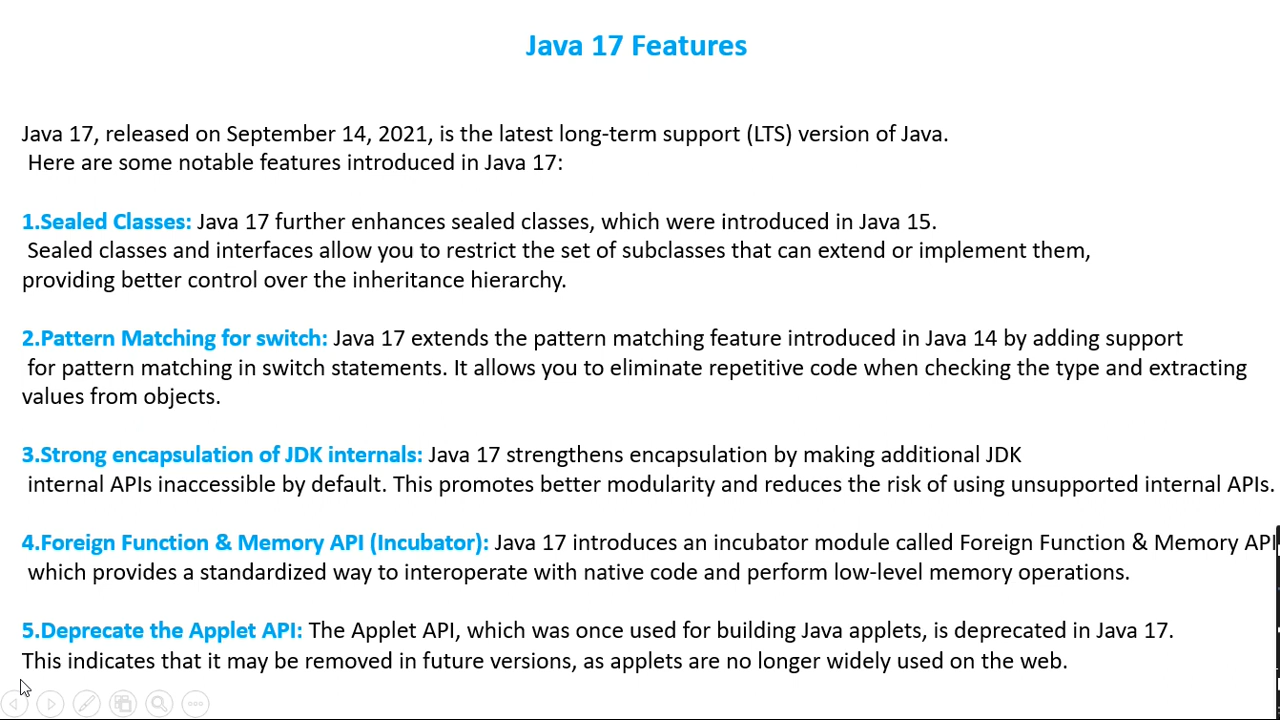 Java 17 Features
Java 17, released on September 14, 2021, is the latest long-term support (LTS) version of Java.
Here are some notable features introduced in Java 17:
1.Sealed Classes: Java 17 further enhances sealed classes, which were introduced in Java 15.
Sealed classes and interfaces allow you to restrict the set of subclasses that can extend or implement them,
providing better control over the inheritance hierarchy.
2.Pattern Matching for switch: Java 17 extends the pattern matching feature introduced in Java 14 by adding support
for pattern matching in switch statements. It allows you to eliminate repetitive code when checking the type and extracting
values from objects.
3.Strong encapsulation of JDK internals: Java 17 strengthens encapsulation by making additional JDK
internal APIs inaccessible by default. This promotes better modularity and reduces the risk of using unsupported internal APIs.
4.Foreign Function & Memory API (Incubator): Java 17 introduces an incubator module called Foreign Function & Memory API
which provides a standardized way to interoperate with native code and perform low-level memory operations.
5.Deprecate the Applet API: The Applet API, which was once used for building Java applets, is deprecated in Java 17.
This indicates that it may be removed in future versions, as applets are no longer widely used on the web.